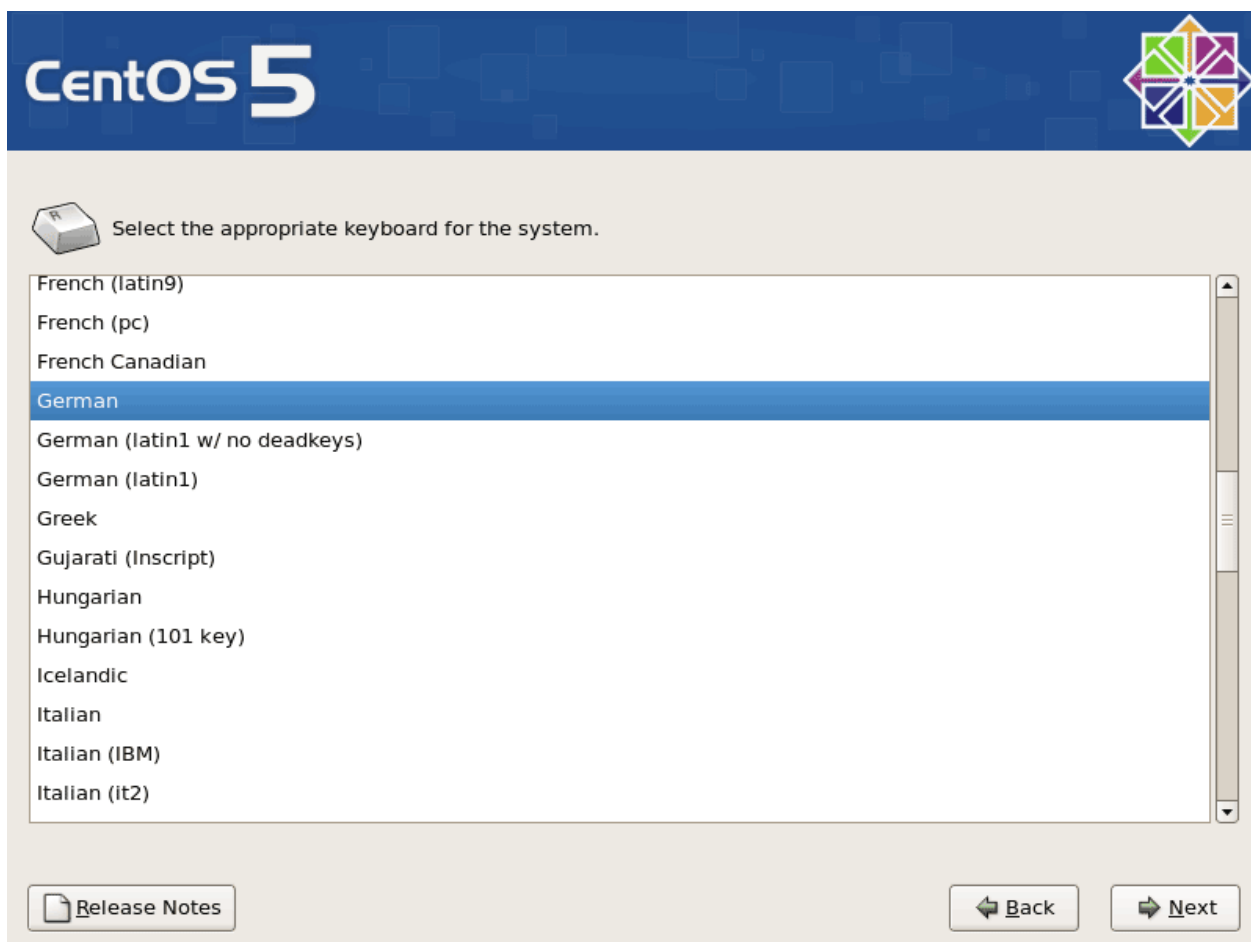 CentOS 5
R
Select the appropriate keyboard for the system.
French (latin9)
French (pc)
French Canadian
German
German (latin1 w/ no deadkeys)
German (latin1)
Greek
Gujarati (Inscript)
Hungarian
Hungarian (101 key)
Icelandic
Italian
Italian (IBM)
Italian (it2)
Release Notes
Back
Next